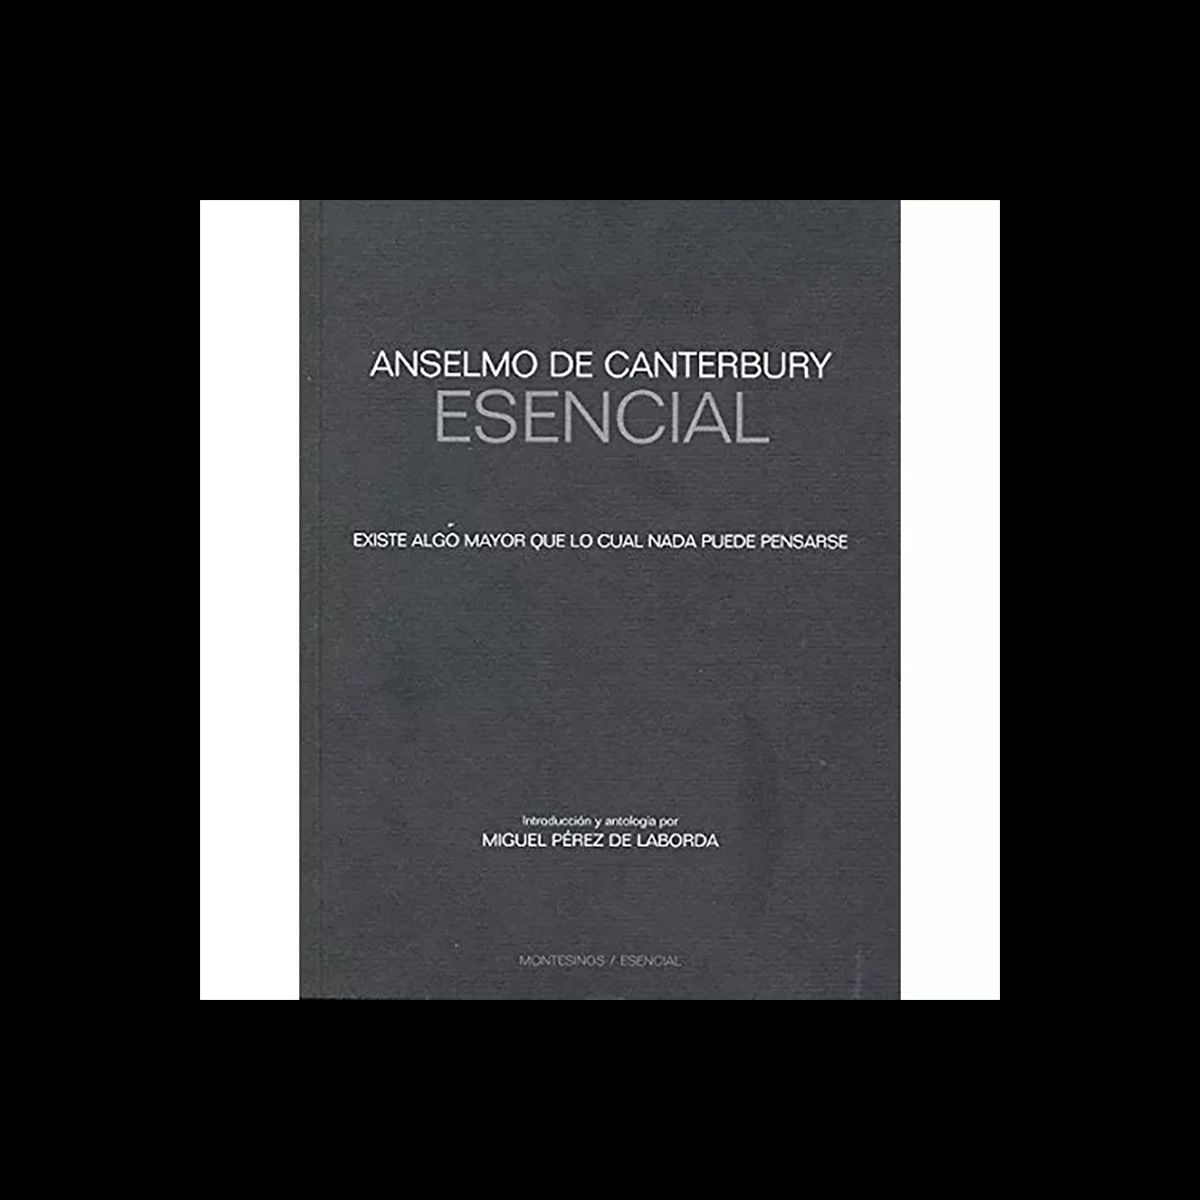 ANSELMO DE CANTERBURY
ESENCIAL
EXISTE ALGO MAYOR QUE LO CUAL NADA PUEDE PENSARSE
Introducción y antología por
MIGUEL PÉREZ DE LABORDA
MONTESINOS / ESENCIAL